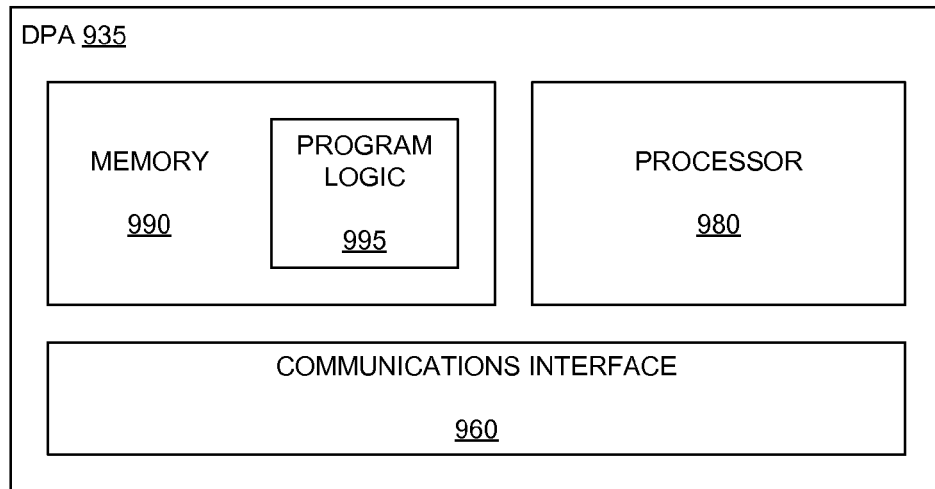 DPA 935
MEMORY
990
PROGRAM
LOGIC
995
PROCESSOR
980
COMMUNICATIONS INTERFACE
960